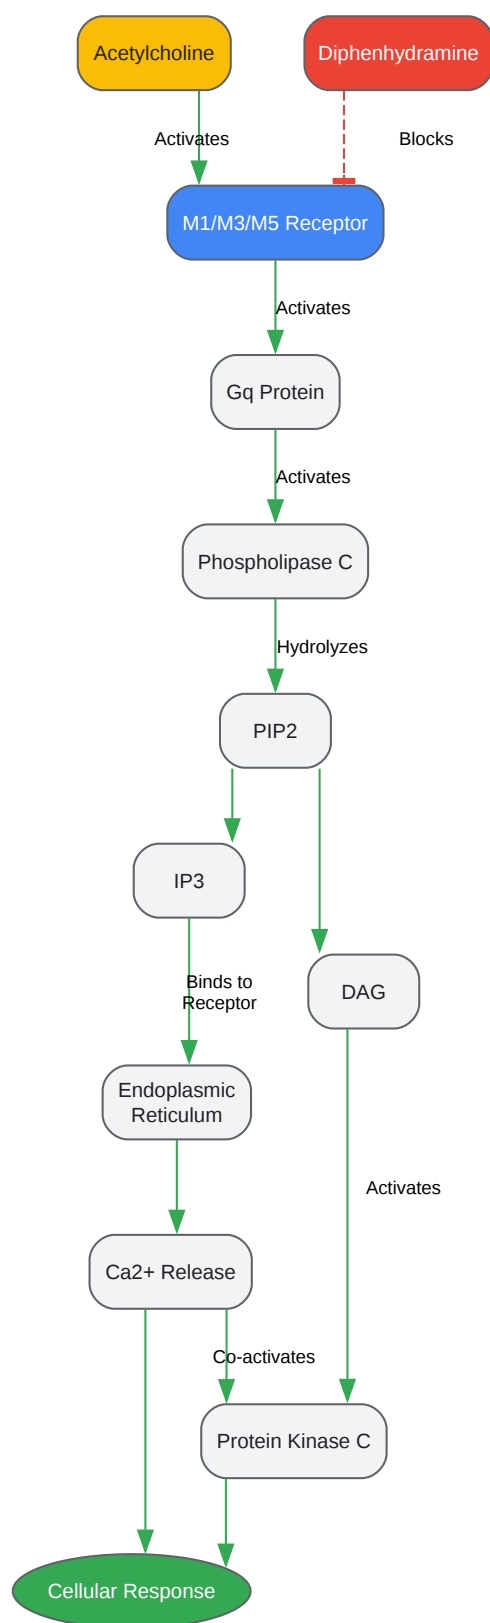 Acetylcholine
Diphenhydramine
Activates
Blocks
M1/M3/M5 Receptor
Activates
Gq Protein
Activates
Phospholipase C
Hydrolyzes
PIP2
IP3
DAG
Binds to
Receptor
Endoplasmic
Reticulum
Activates
Ca2+ Release
Co-activates
Protein Kinase C
Cellular Response